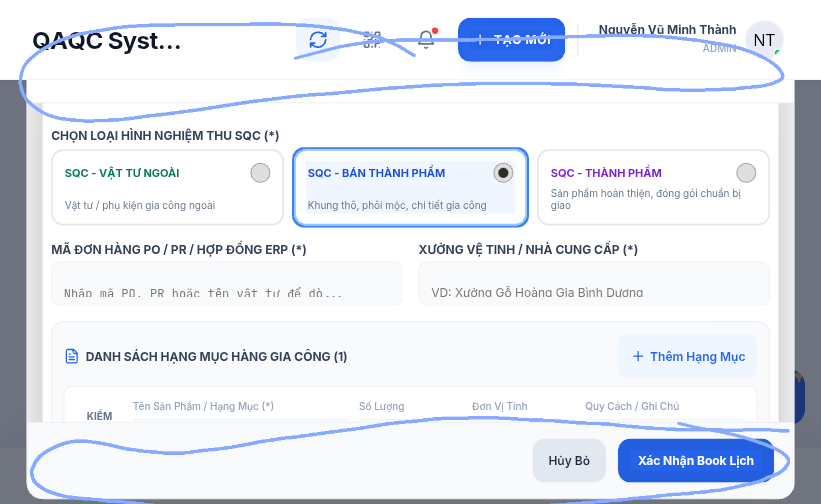 QAQC Syst...
+ TẠO MỚI
Nguyễn Vũ Minh Thành
ADMIN
NT
CHỌN LOẠI HÌNH NGHIỆM THU SQC (*)
SQC - VẬT TƯ NGOÀI
Vật tư / phụ kiện gia công ngoài
SQC - BÁN THÀNH PHẨM
Khung thô, phôi mộc, chi tiết gia công
SQC - THÀNH PHẨM
Sản phẩm hoàn thiện, đóng gói chuẩn bị
giao
MÃ ĐƠN HÀNG PO / PR / HỢP ĐỒNG ERP (*)
Nhập mã PO, PR hoặc tên vật tư để dò...
XƯỞNG VỆ TINH / NHÀ CUNG CẤP (*)
VD: Xưởng Gỗ Hoàng Gia Bình Dương
DANH SÁCH HẠNG MỤC HÀNG GIA CÔNG (1)
+ Thêm Hạng Mục
KIỂM
Tên Sản Phẩm / Hạng Mục (*)
Số Lượng
Đơn Vị Tính
Quy Cách / Ghi Chú
Hủy Bỏ
Xác Nhận Book Lịch